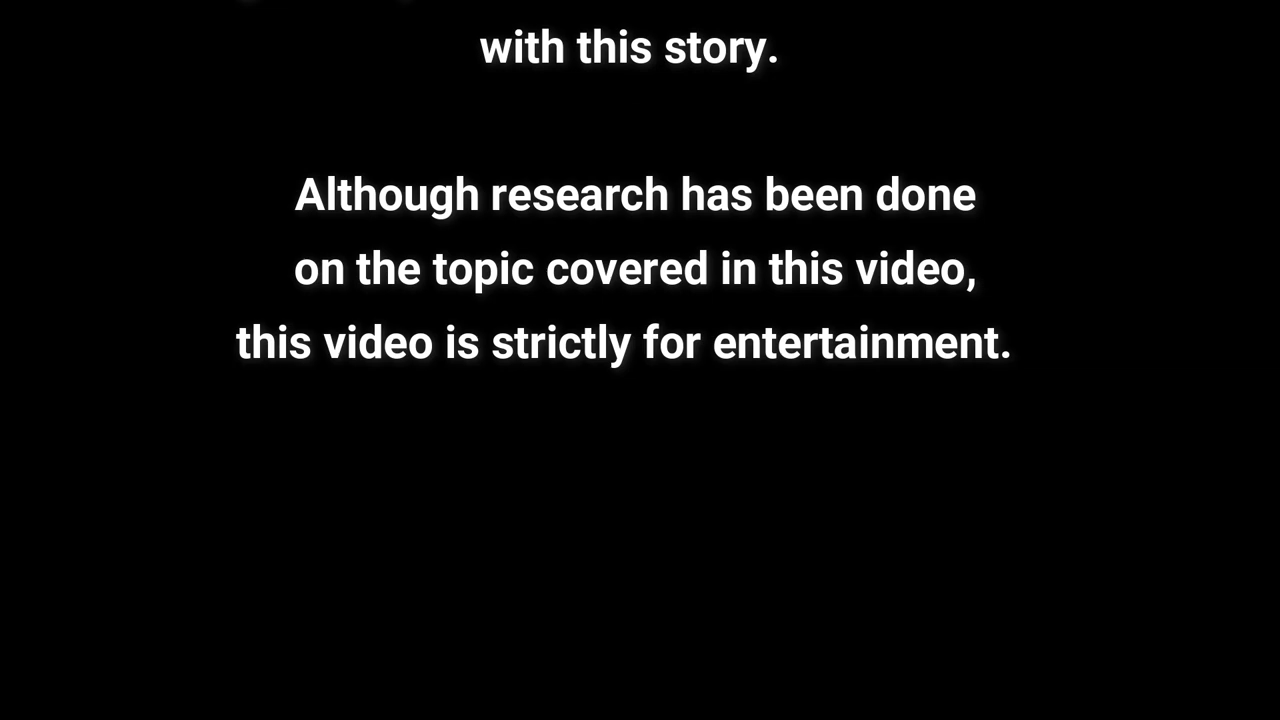 with this story.
Although research has been done
on the topic covered in this video,
this video is strictly for entertainment.